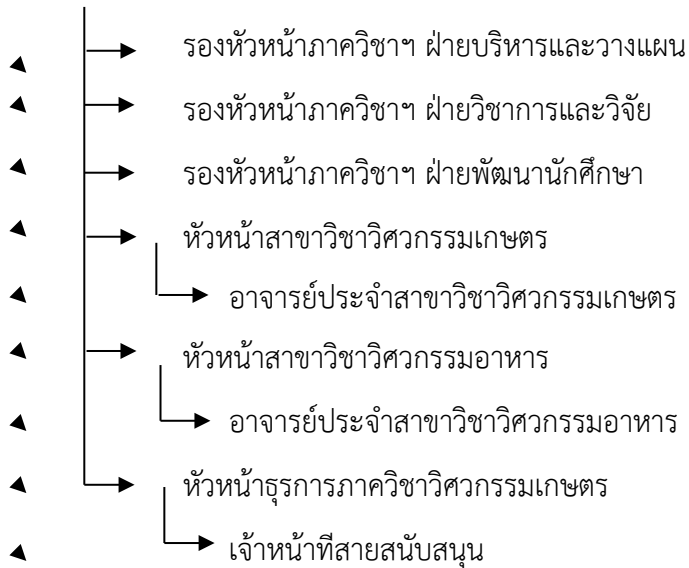 รองหัวหน้าภาควิชาฯ ฝ่ายบริหารและวางแผน
รองหัวหน้าภาควิชาฯ ฝ่ายวิชาการและวิจัย
รองหัวหน้าภาควิชาฯ ฝ่ายพัฒนานักศึกษา
หัวหน้าสาขาวิชาวิศวกรรมเกษตร
อาจารย์ประจำสาขาวิชาวิศวกรรมเกษตร
หัวหน้าสาขาวิชาวิศวกรรมอาหาร
อาจารย์ประจำสาขาวิชาวิศวกรรมอาหาร
หัวหน้าธุรการภาควิชาวิศวกรรมเกษตร
เจ้าหน้าทีสายสนับสนุน